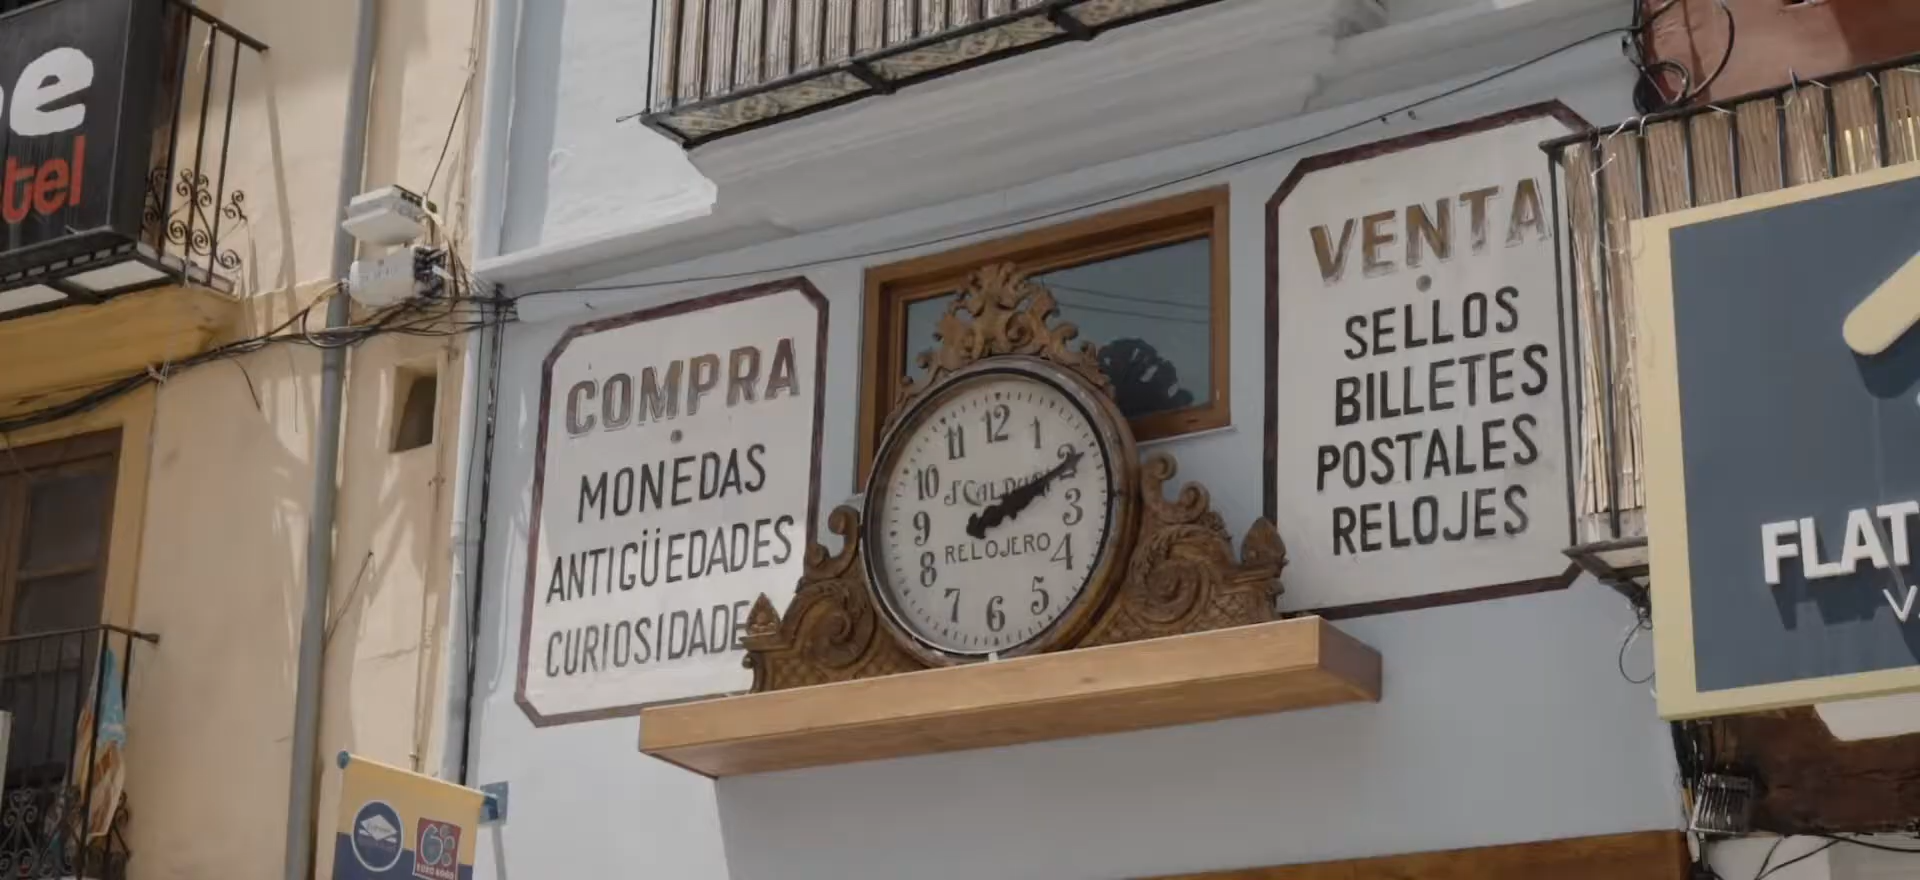 COMPRA
MONEDAS
ANTIGÜEDADES
CURIOSIDADE
12
11
1
10
2
9
3
8
4
7
5
6
RELOJERO
VENTA
SELLOS
BILLETES
POSTALES
RELOJES
FLAT